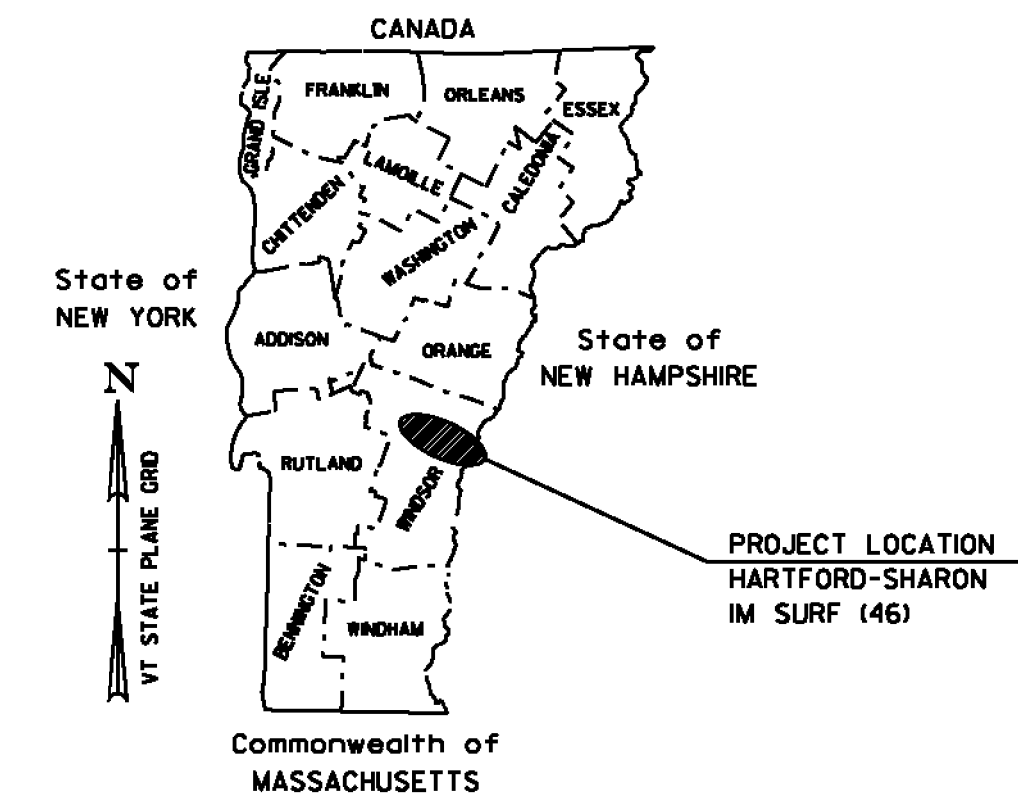 CANADA
FRANKLIN
ORLEANS
ESSEX
GRAND ISLE
LAMOILLE
CALEDONIA
CHITTENDEN
WASHINGTON
State of
NEW YORK
ADDISON
ORANGE
State of
NEW HAMPSHIRE
N
VT STATE PLANE GRID
RUTLAND
WINDSOR
PROJECT LOCATION
HARTFORD-SHARON
IM SURF (46)
BENNINGTON
WINDHAM
Commonwealth of
MASSACHUSETTS